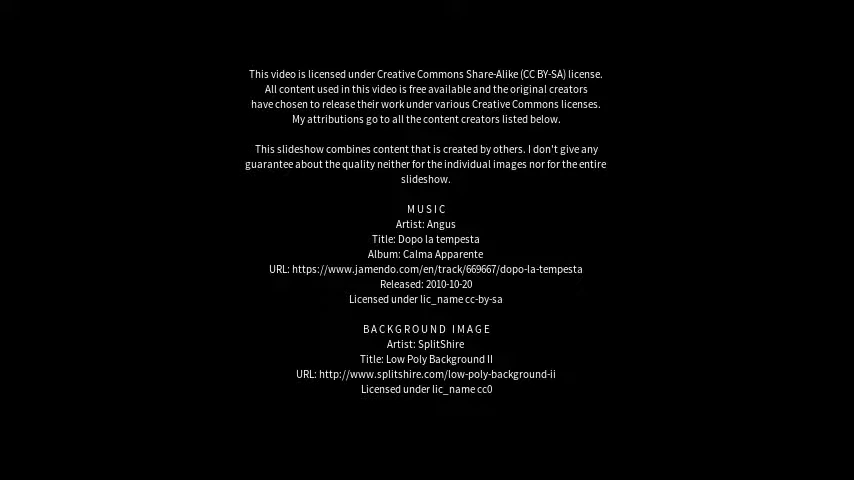 This video is licensed under Creative Commons Share-Alike (CC BY-SA) license.
All content used in this video is free available and the original creators
have chosen to release their work under various Creative Commons licenses.
My attributions go to all the content creators listed below.
This slideshow combines content that is created by others. I don't give any
guarantee about the quality neither for the individual images nor for the entire
slideshow.
MUSIC
Artist: Angus
Title: Dopo la tempesta
Album: Calma Apparente
URL: https://www.jamendo.com/en/track/669667/dopo-la-tempesta
Released: 2010-10-20
Licensed under lic_name cc-by-sa
BACKGROUND IMAGE
Artist: SplitShire
Title: Low Poly Background II
URL: http://www.splitshire.com/low-poly-background-ii
Licensed under lic_name cc0